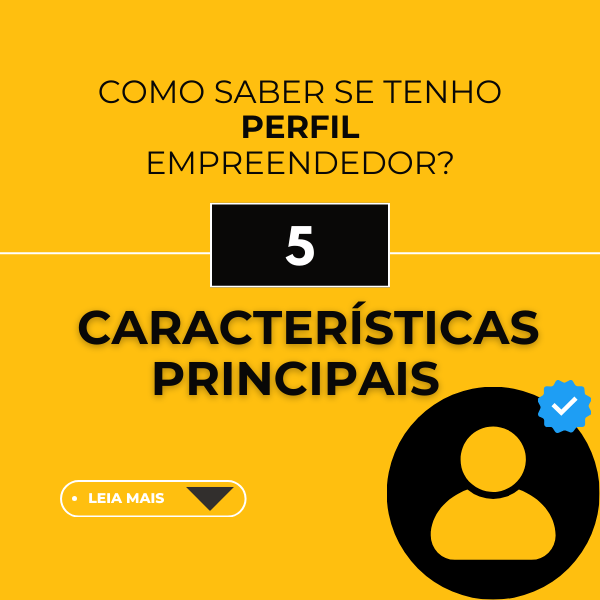 COMO SABER SE TENHO
PERFIL
EMPREENDEDOR?
5
CARACTERÍSTICAS
PRINCIPAIS
• LEIA MAIS